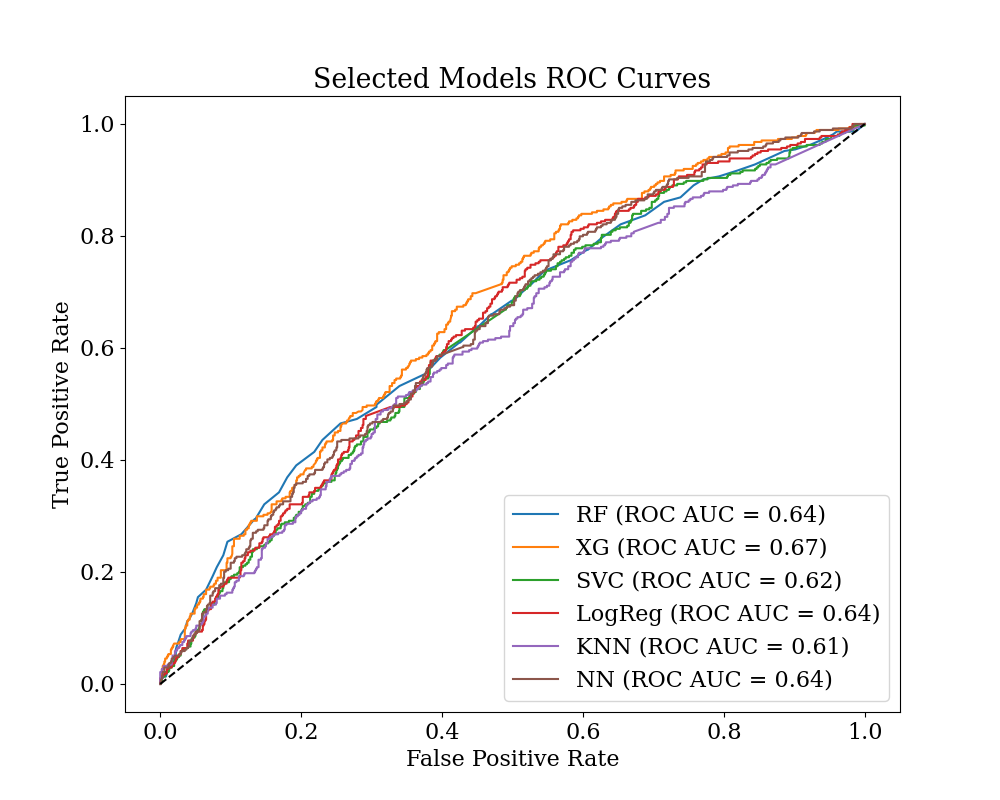 Selected Models ROC Curves
True Positive Rate
1.0
0.8
0.6
0.4
0.2
0.0
RF (ROC AUC = 0.64)
XG (ROC AUC = 0.67)
SVC (ROC AUC = 0.62)
LogReg (ROC AUC = 0.64)
KNN (ROC AUC = 0.61)
NN (ROC AUC = 0.64)
0.0 0.2 0.4 0.6 0.8 1.0
False Positive Rate